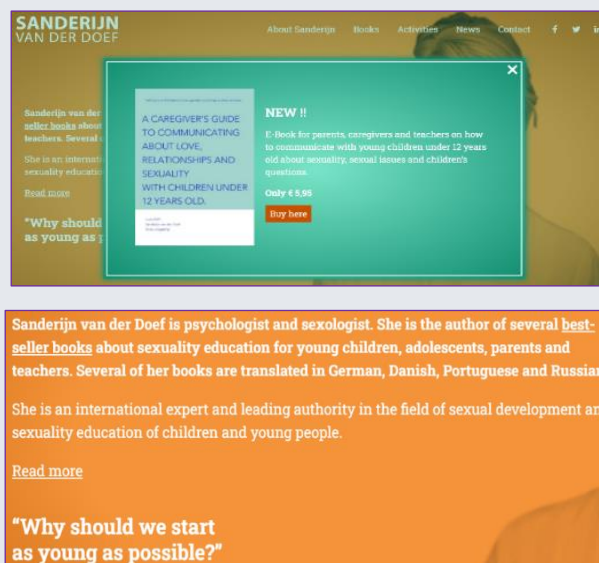 SANDERIJN
VAN DER DOEF
About Sanderijn Books Activities News Contact
NEW !!
A CAREGIVER'S GUIDE
TO COMMUNICATING
ABOUT LOVE,
RELATIONSHIPS AND
SEXUALITY
WITH CHILDREN UNDER
12 YEARS OLD.
E-Book for parents, caregivers and teachers on how
to communicate with young children under 12 years
old about sexuality, sexual issues and children's
questions.
Only € 5,95
Buy here
Sanderijn van der
seller books about
teachers. Several
She is an internati
sexuality educatio
Read more
"Why should
as young as
Sanderijn van der Doef is psychologist and sexologist. She is the author of several best-
seller books about sexuality education for young children, adolescents, parents and
teachers. Several of her books are translated in German, Danish, Portuguese and Russian
She is an international expert and leading authority in the field of sexual development an
sexuality education of children and young people.
Read more
"Why should we start
as young as possible?"